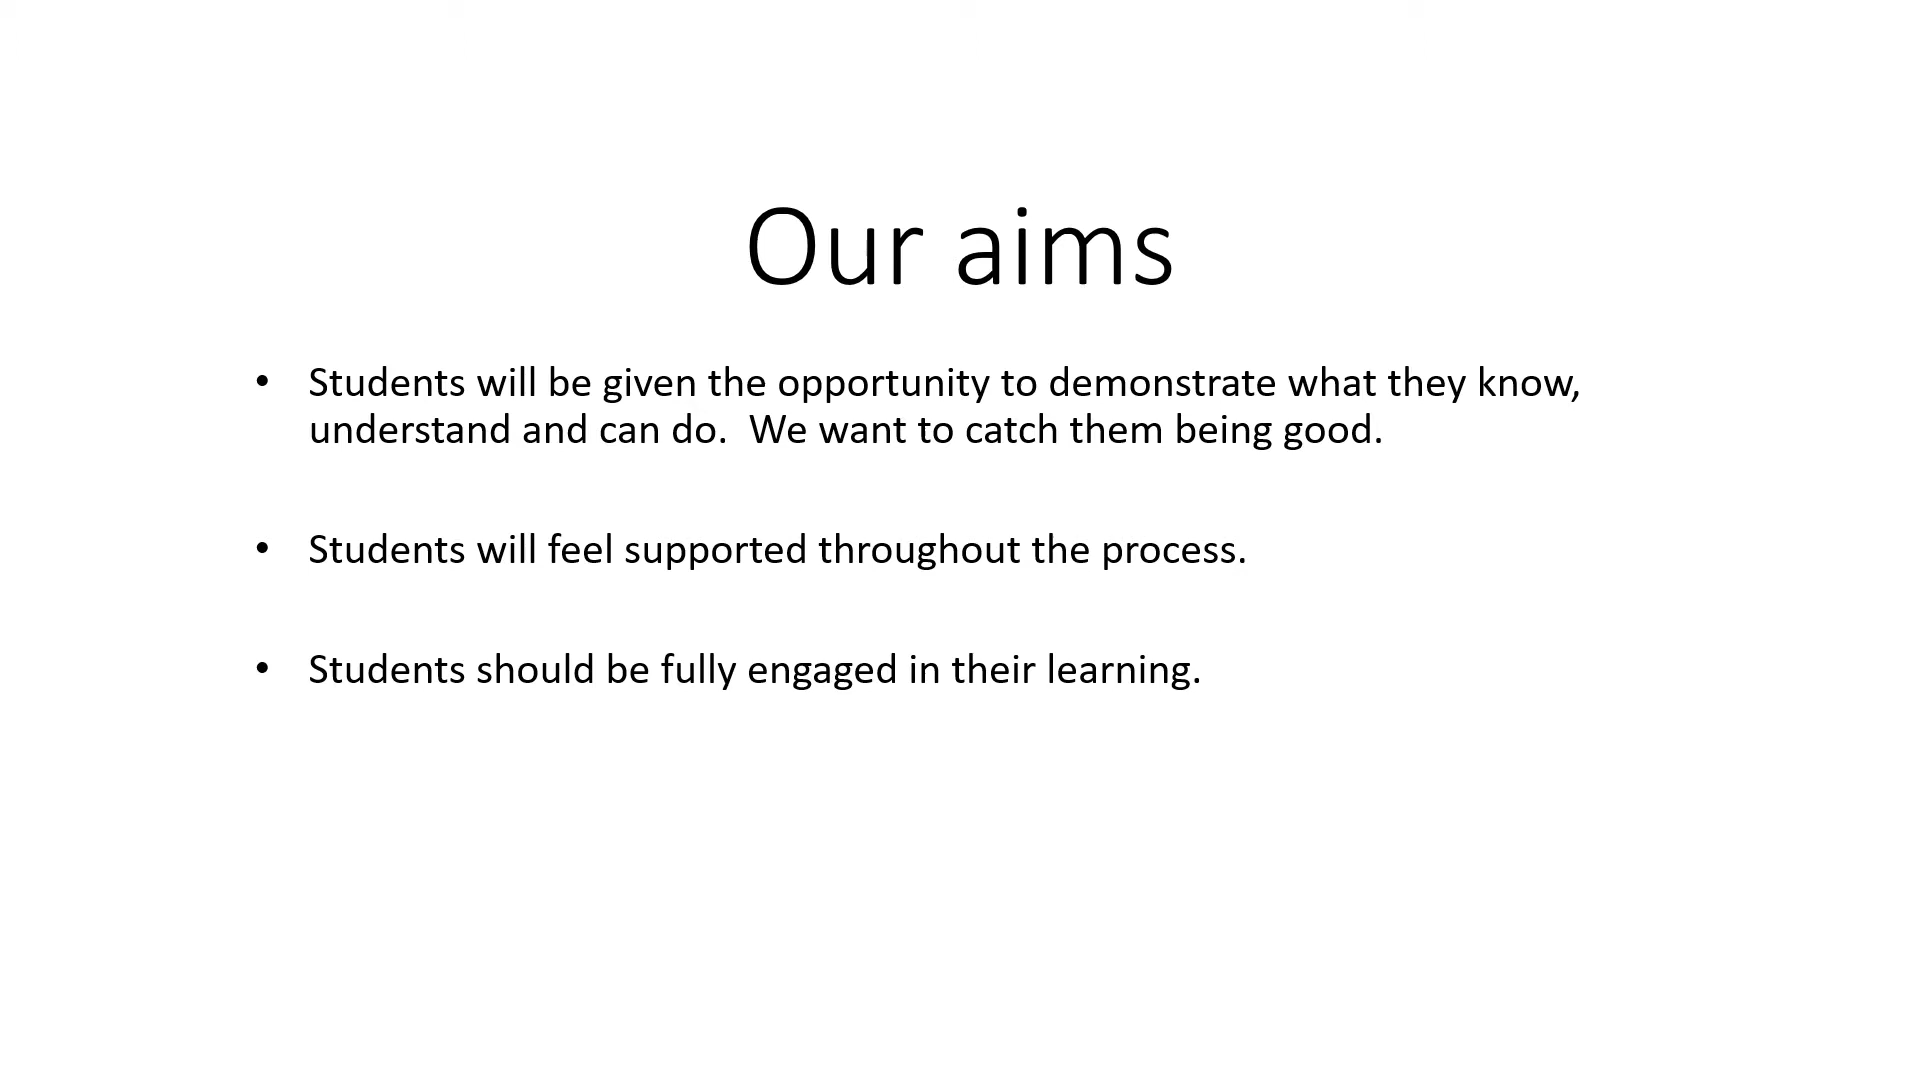 Our aims
• Students will be given the opportunity to demonstrate what they know,
understand and can do.  We want to catch them being good.
• Students will feel supported throughout the process.
• Students should be fully engaged in their learning.